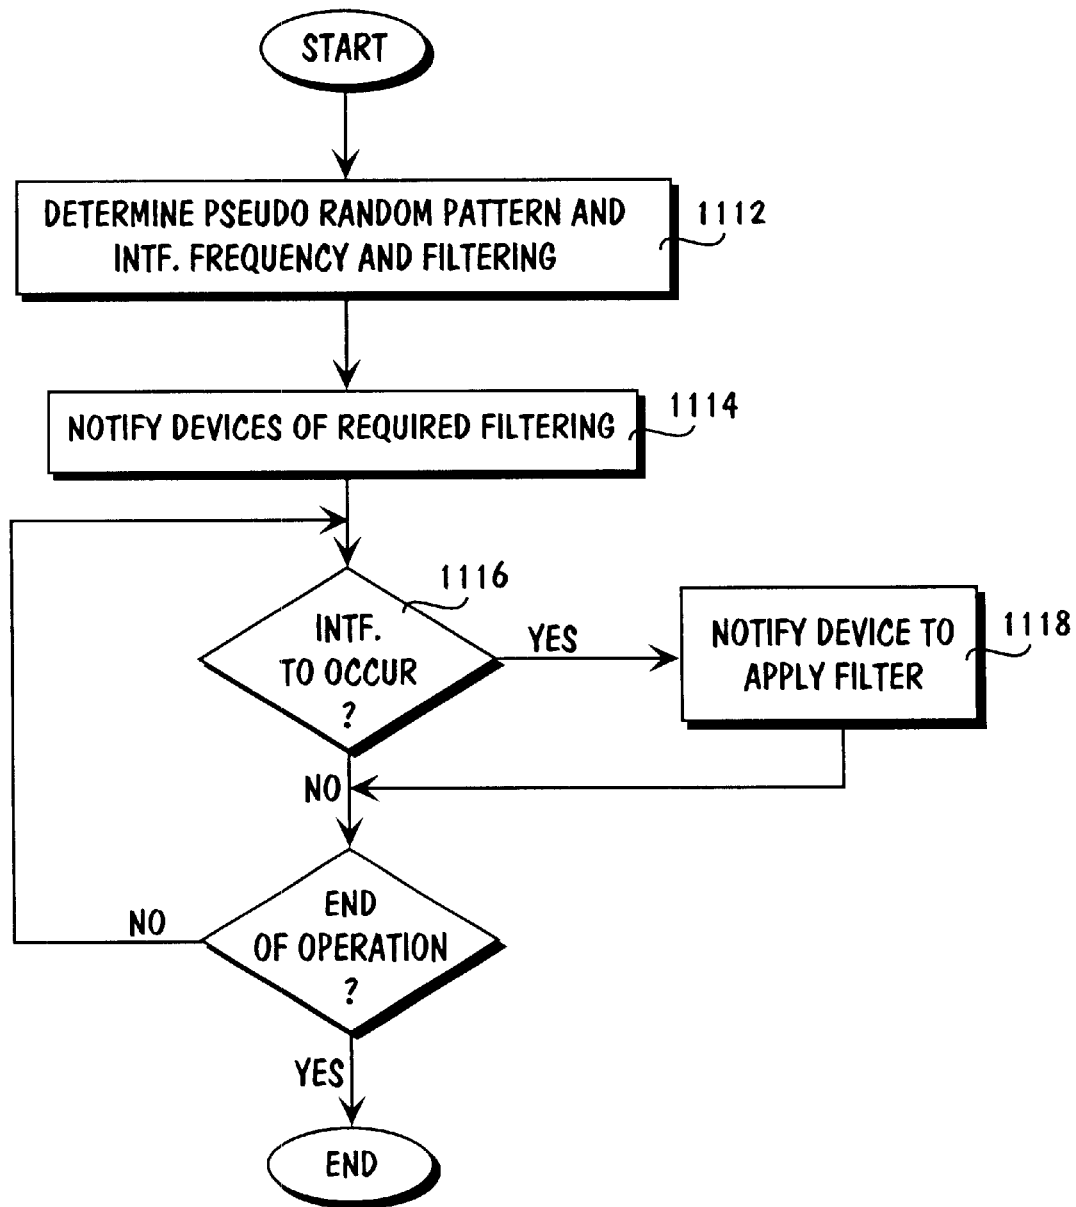 START
DETERMINE PSEUDO RANDOM PATTERN AND
INTF. FREQUENCY AND FILTERING
1112
NOTIFY DEVICES OF REQUIRED FILTERING
1114
1116
INTF.
TO OCCUR
?
YES
NOTIFY DEVICE TO
APPLY FILTER
1118
NO
END
OF OPERATION
?
NO
YES
END